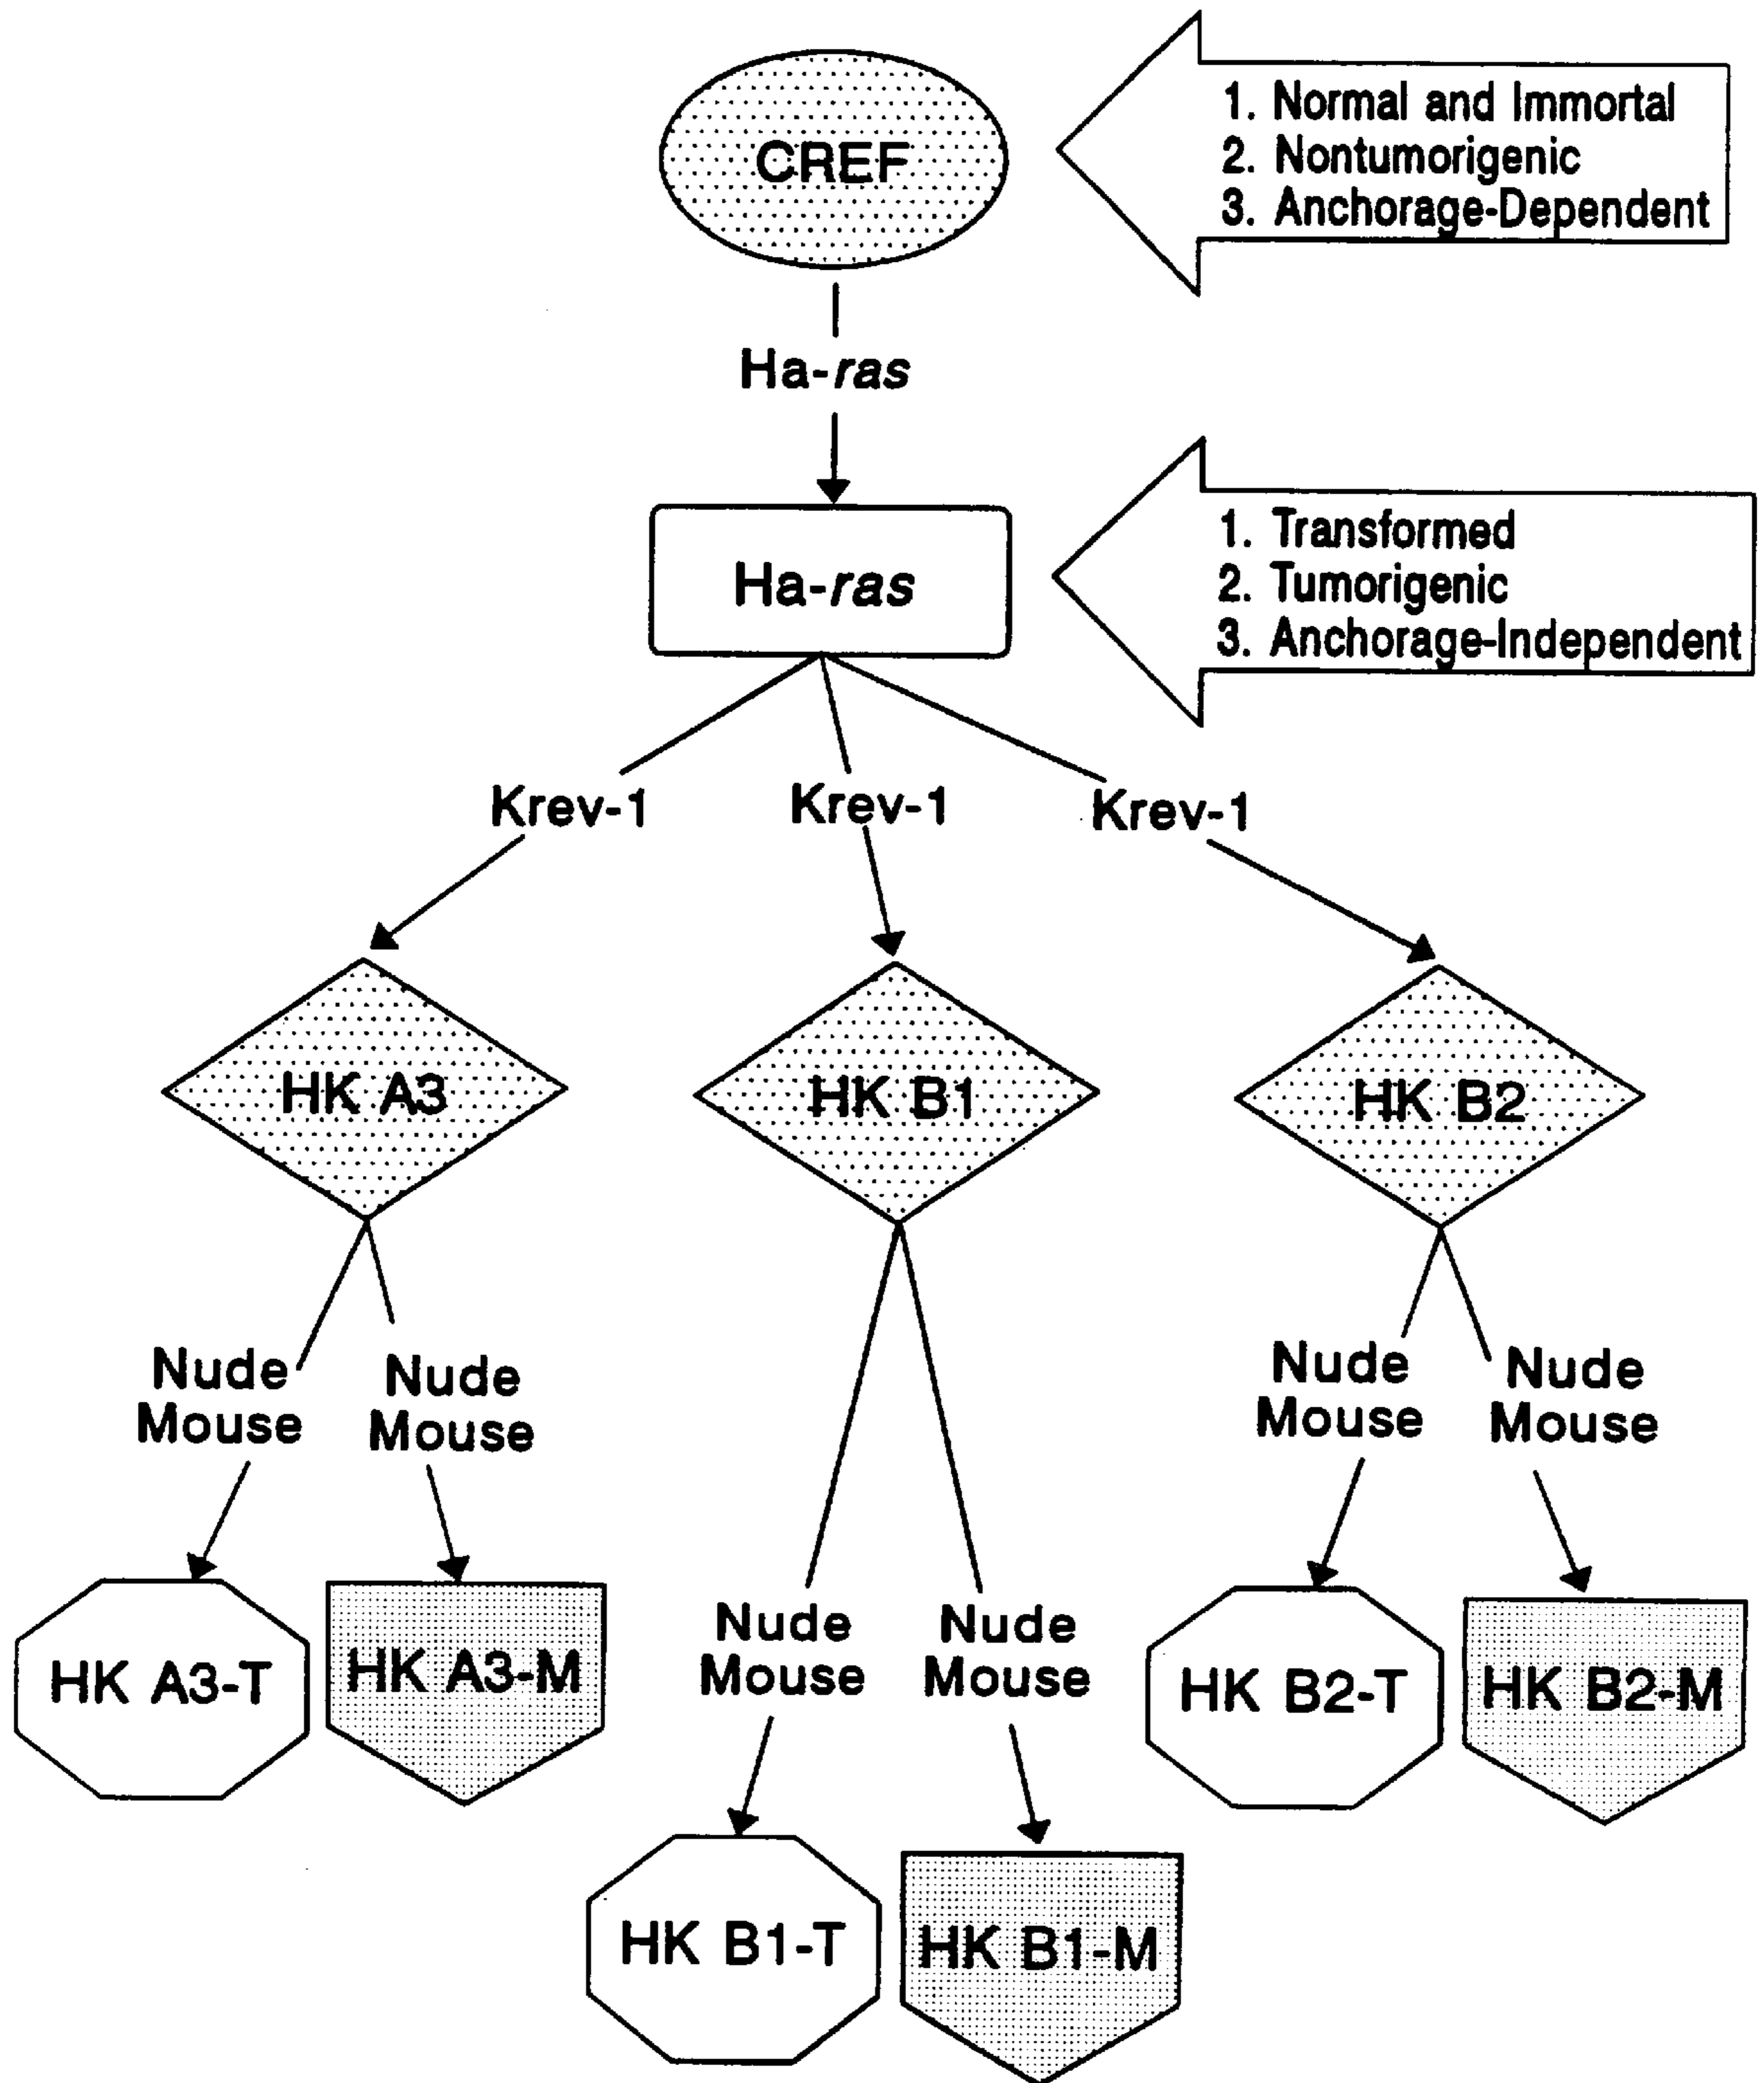 CREF
1. Normal and Immortal
2. Nontumorigenic
3. Anchorage-Dependent
Ha-ras
Ha-ras
1. Transformed
2. Tumorigenic
3. Anchorage-Independent
Krev-1
Krev-1
Krev-1
HK A3
HK B1
HK B2
Nude
Mouse
Nude
Mouse
Nude
Mouse
Nude
Mouse
HK A3-T
HK A3-M
Nude
Mouse
Nude
Mouse
HK B2-T
HK B2-M
HK B1-T
HK B1-M